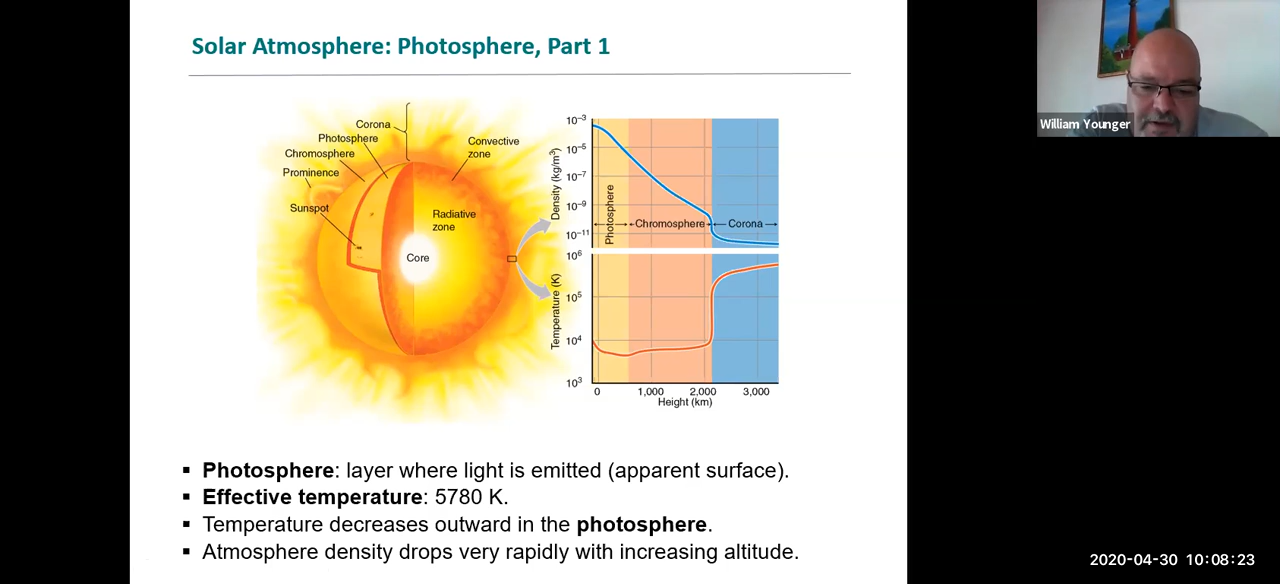 Solar Atmosphere: Photosphere, Part 1
William Younger
Corona
Photosphere
Chromosphere
Prominence
Sunspot
Convective
zone
Radiative
zone
Core
Density (kg/m³)
10⁻³
10⁻⁵
10⁻⁷
10⁻⁹
10⁻¹¹
Photosphere
Chromosphere
Corona
Temperature (K)
10⁶
10⁵
10⁴
10³
0 1,000 2,000 3,000
Height (km)
▪ Photosphere: layer where light is emitted (apparent surface).
▪ Effective temperature: 5780 K.
▪ Temperature decreases outward in the photosphere.
▪ Atmosphere density drops very rapidly with increasing altitude.
2020-04-30 10:08:23